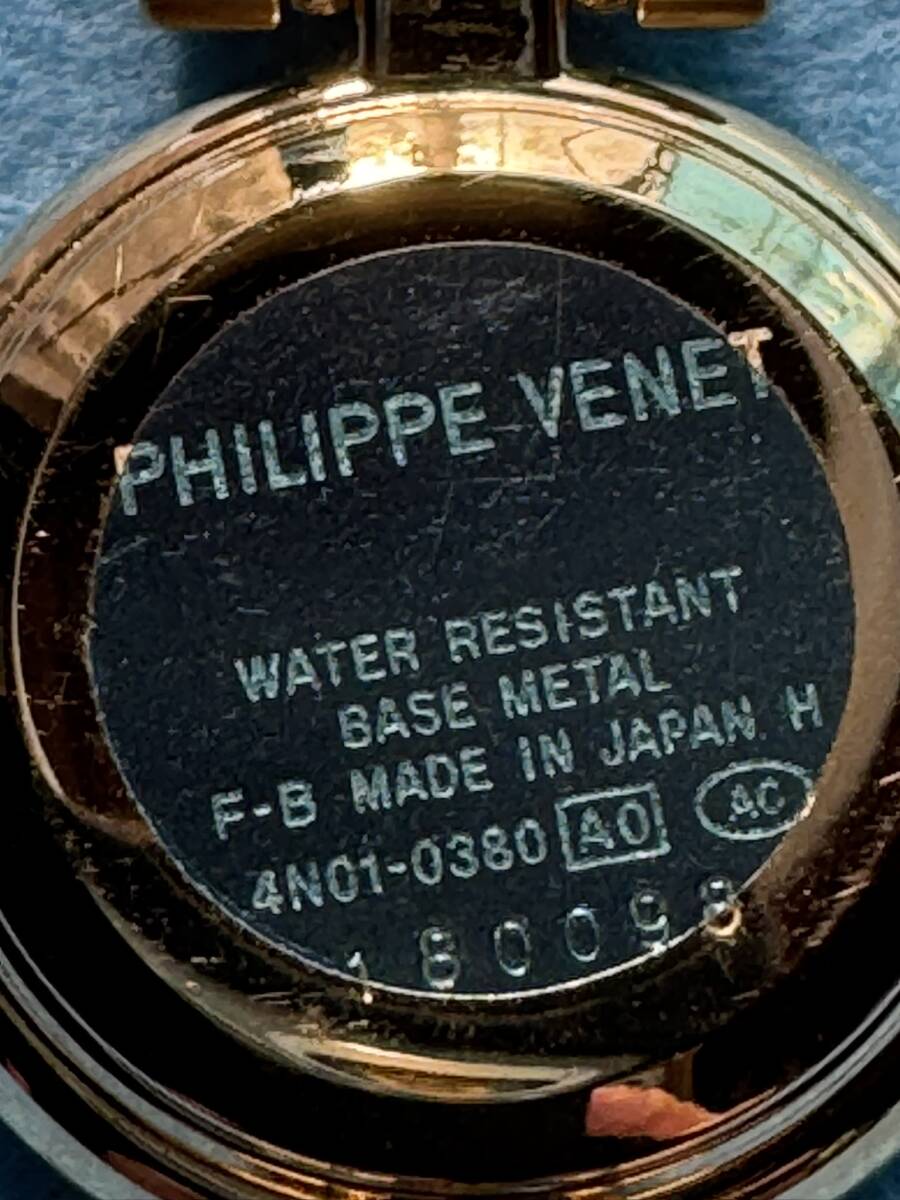 PHILIPPE VENET
WATER RESISTANT
BASE METAL
F-B MADE IN JAPAN H
4N01-0380 A0 AC
180098